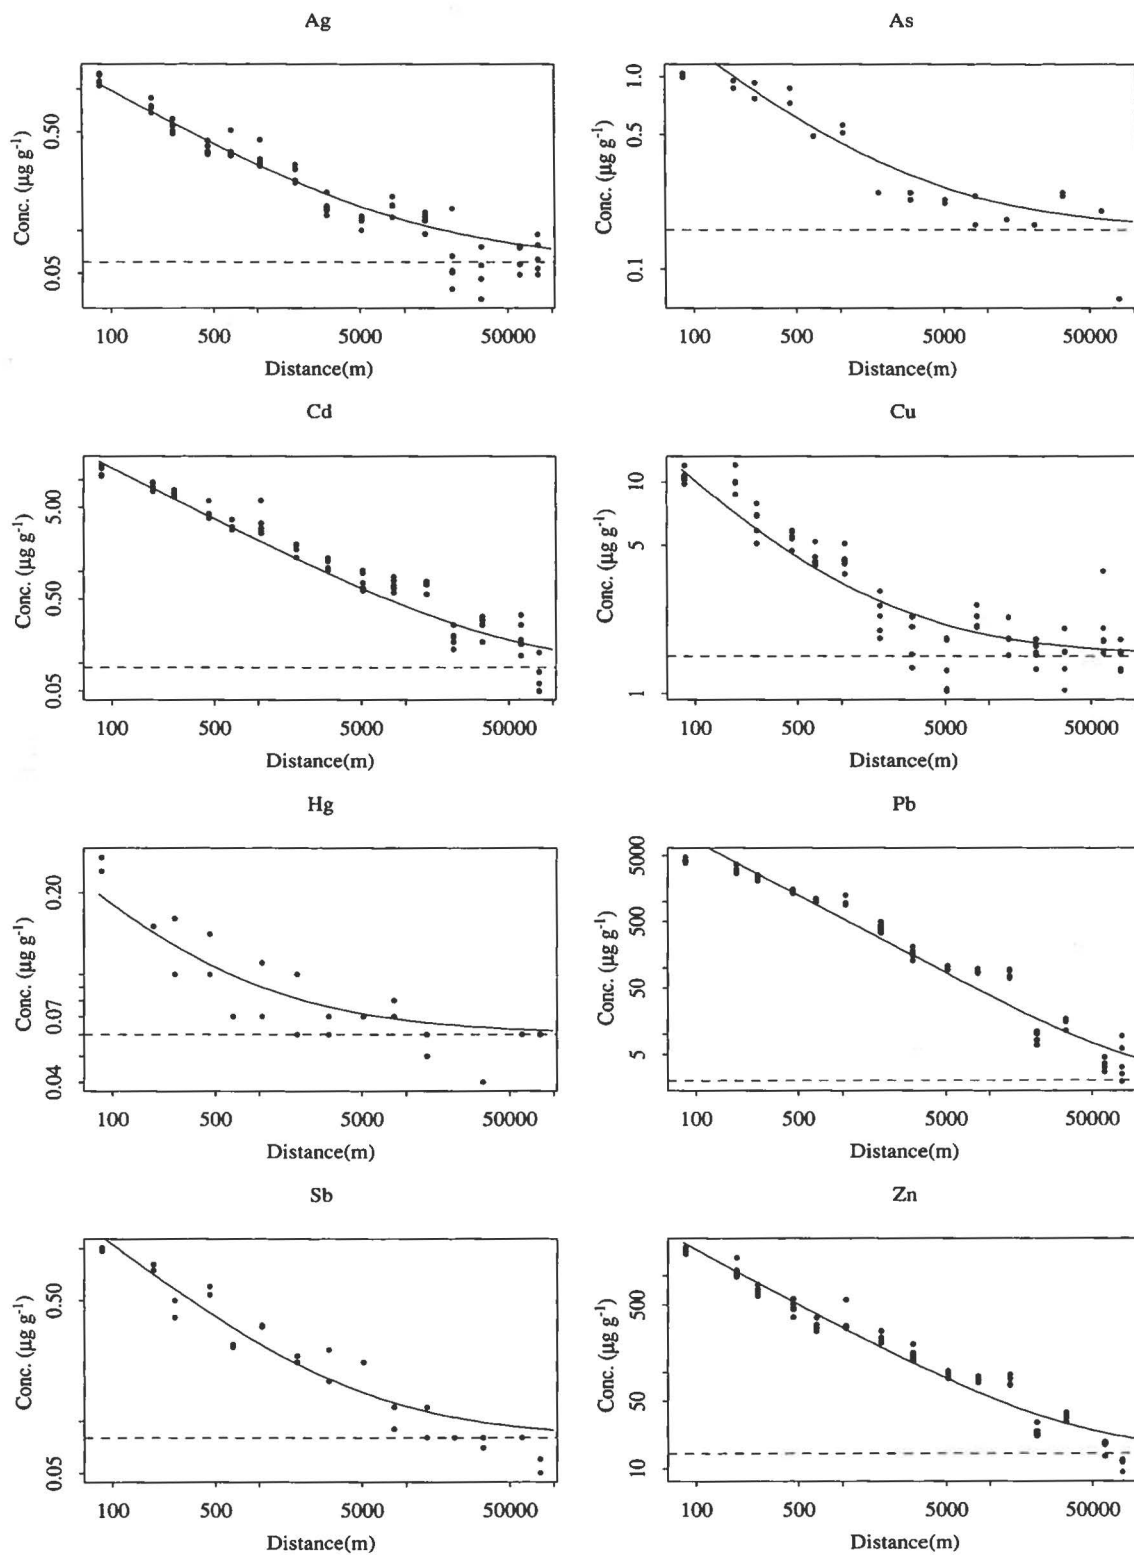 Ag
Conc. (µg g⁻¹)
0.50
0.05
100 500 5000 50000
Distance(m)
As
Conc. (µg g⁻¹)
1.0
0.5
0.1
100 500 5000 50000
Distance(m)
Cd
Conc. (µg g⁻¹)
5.00
0.50
0.05
100 500 5000 50000
Distance(m)
Cu
Conc. (µg g⁻¹)
10
5
1
100 500 5000 50000
Distance(m)
Hg
Conc. (µg g⁻¹)
0.20
0.07
0.04
100 500 5000 50000
Distance(m)
Pb
Conc. (µg g⁻¹)
5000
500
50
5
100 500 5000 50000
Distance(m)
Sb
Conc. (µg g⁻¹)
0.50
0.05
100 500 5000 50000
Distance(m)
Zn
Conc. (µg g⁻¹)
500
50
10
100 500 5000 50000
Distance(m)